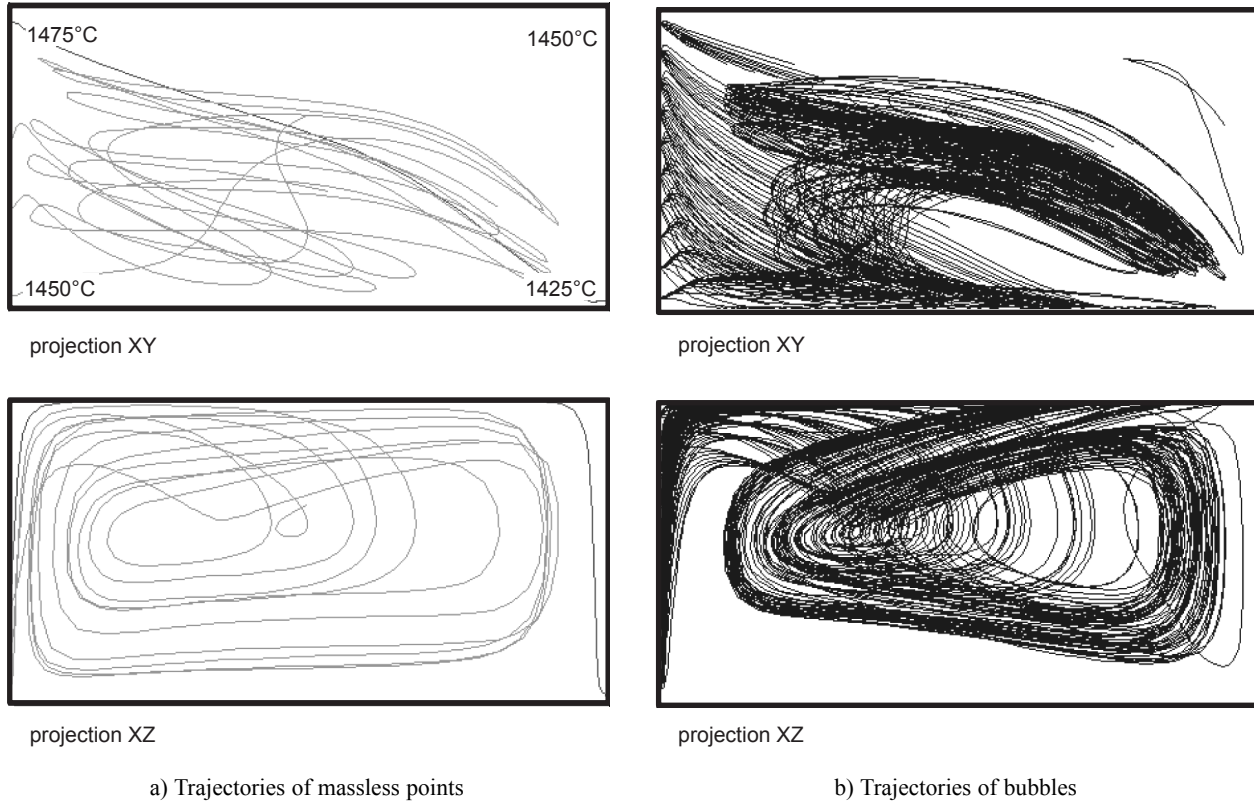 1475°C
1450°C
1450°C
1425°C
projection XY
projection XY
projection XZ
projection XZ
a) Trajectories of massless points
b) Trajectories of bubbles